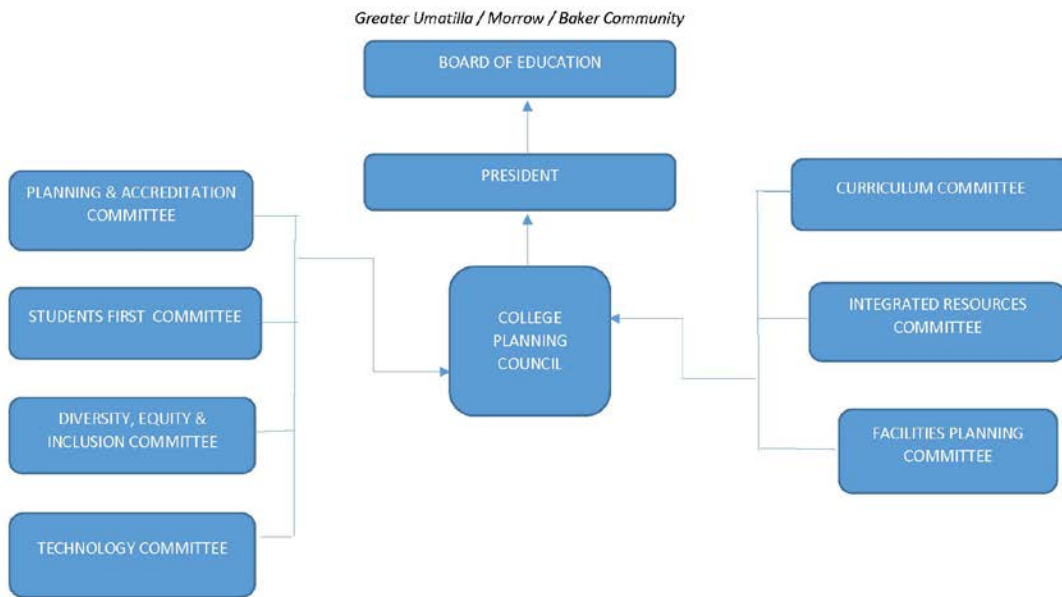 Greater Umatilla / Morrow / Baker Community
BOARD OF EDUCATION
PRESIDENT
PLANNING & ACCREDITATION
COMMITTEE
STUDENTS FIRST COMMITTEE
DIVERSITY, EQUITY &
INCLUSION COMMITTEE
TECHNOLOGY COMMITTEE
COLLEGE
PLANNING
COUNCIL
CURRICULUM COMMITTEE
INTEGRATED RESOURCES
COMMITTEE
FACILITIES PLANNING
COMMITTEE